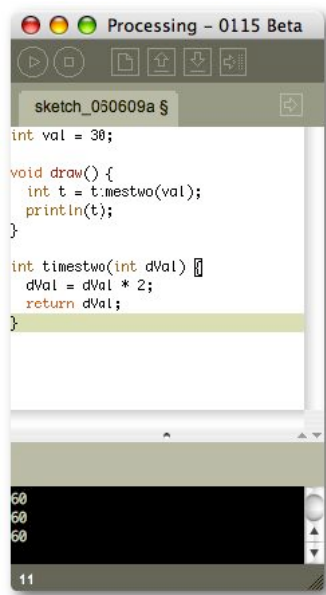 Processing - 0115 Beta
sketch_060609a §
int val = 30;
void draw() {
int t = timestwo(val);
println(t);
}
int timestwo(int dVal) {
dVal = dVal * 2;
return dVal;
}
60
60
60
11